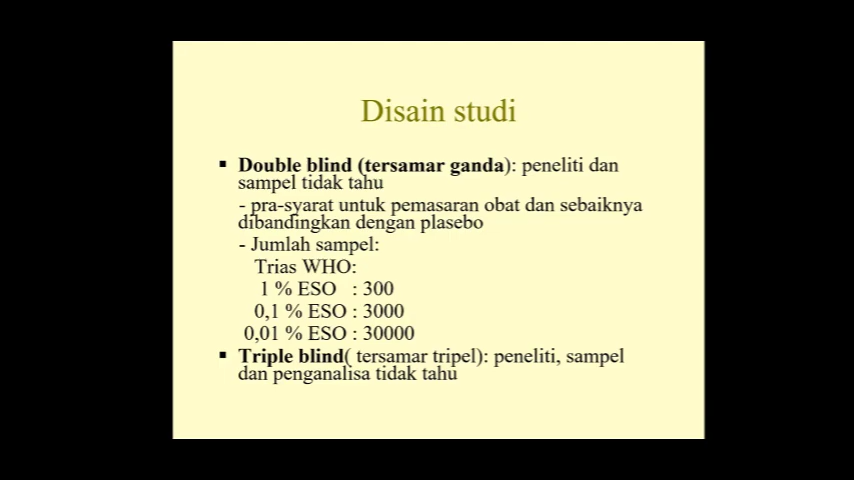 Disain studi
▪ Double blind (tersamar ganda): peneliti dan
sampel tidak tahu
- pra-syarat untuk pemasaran obat dan sebaiknya
dibandingkan dengan plasebo
- Jumlah sampel:
Trias WHO:
1 % ESO : 300
0,1 % ESO : 3000
0,01 % ESO : 30000
▪ Triple blind( tersamar tripel): peneliti, sampel
dan penganalisa tidak tahu